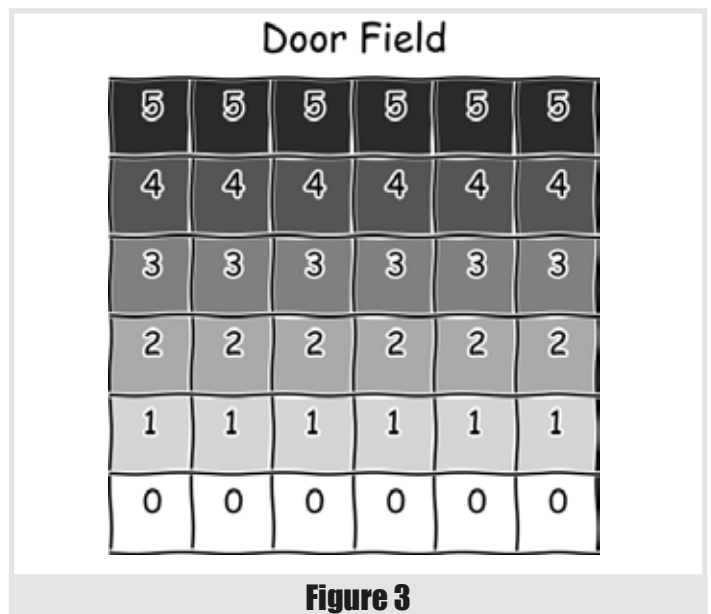 Door Field
5 5 5 5 5 5
4 4 4 4 4 4
3 3 3 3 3 3
2 2 2 2 2 2
1 1 1 1 1 1
0 0 0 0 0 0
Figure 3